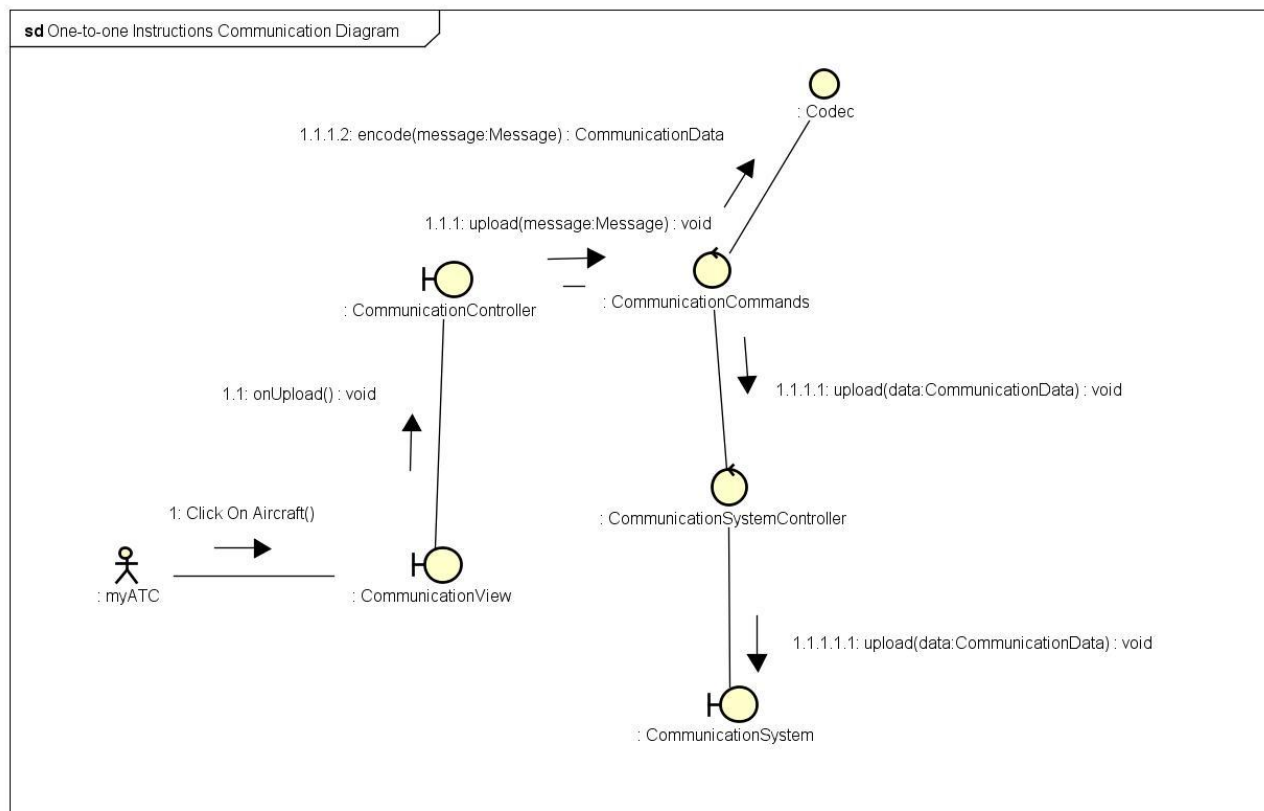 sd One-to-one Instructions Communication Diagram
: Codec
1.1.1.2: encode(message:Message) : CommunicationData
1.1.1: upload(message:Message) : void
: CommunicationController
: CommunicationCommands
1.1: onUpload() : void
1.1.1.1: upload(data:CommunicationData) : void
1: Click On Aircraft()
: CommunicationSystemController
: myATC
: CommunicationView
1.1.1.1.1: upload(data:CommunicationData) : void
: CommunicationSystem